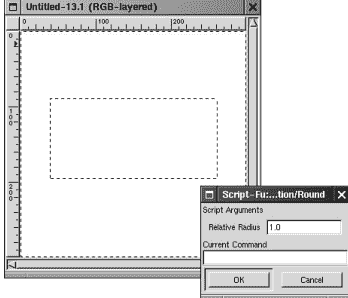 Untitled-13.1 (RGB-layered)
0 100 200
0
100
200
Script-Fu:...tion/Round
Script Arguments
Relative Radius 1.0
Current Command
OK Cancel